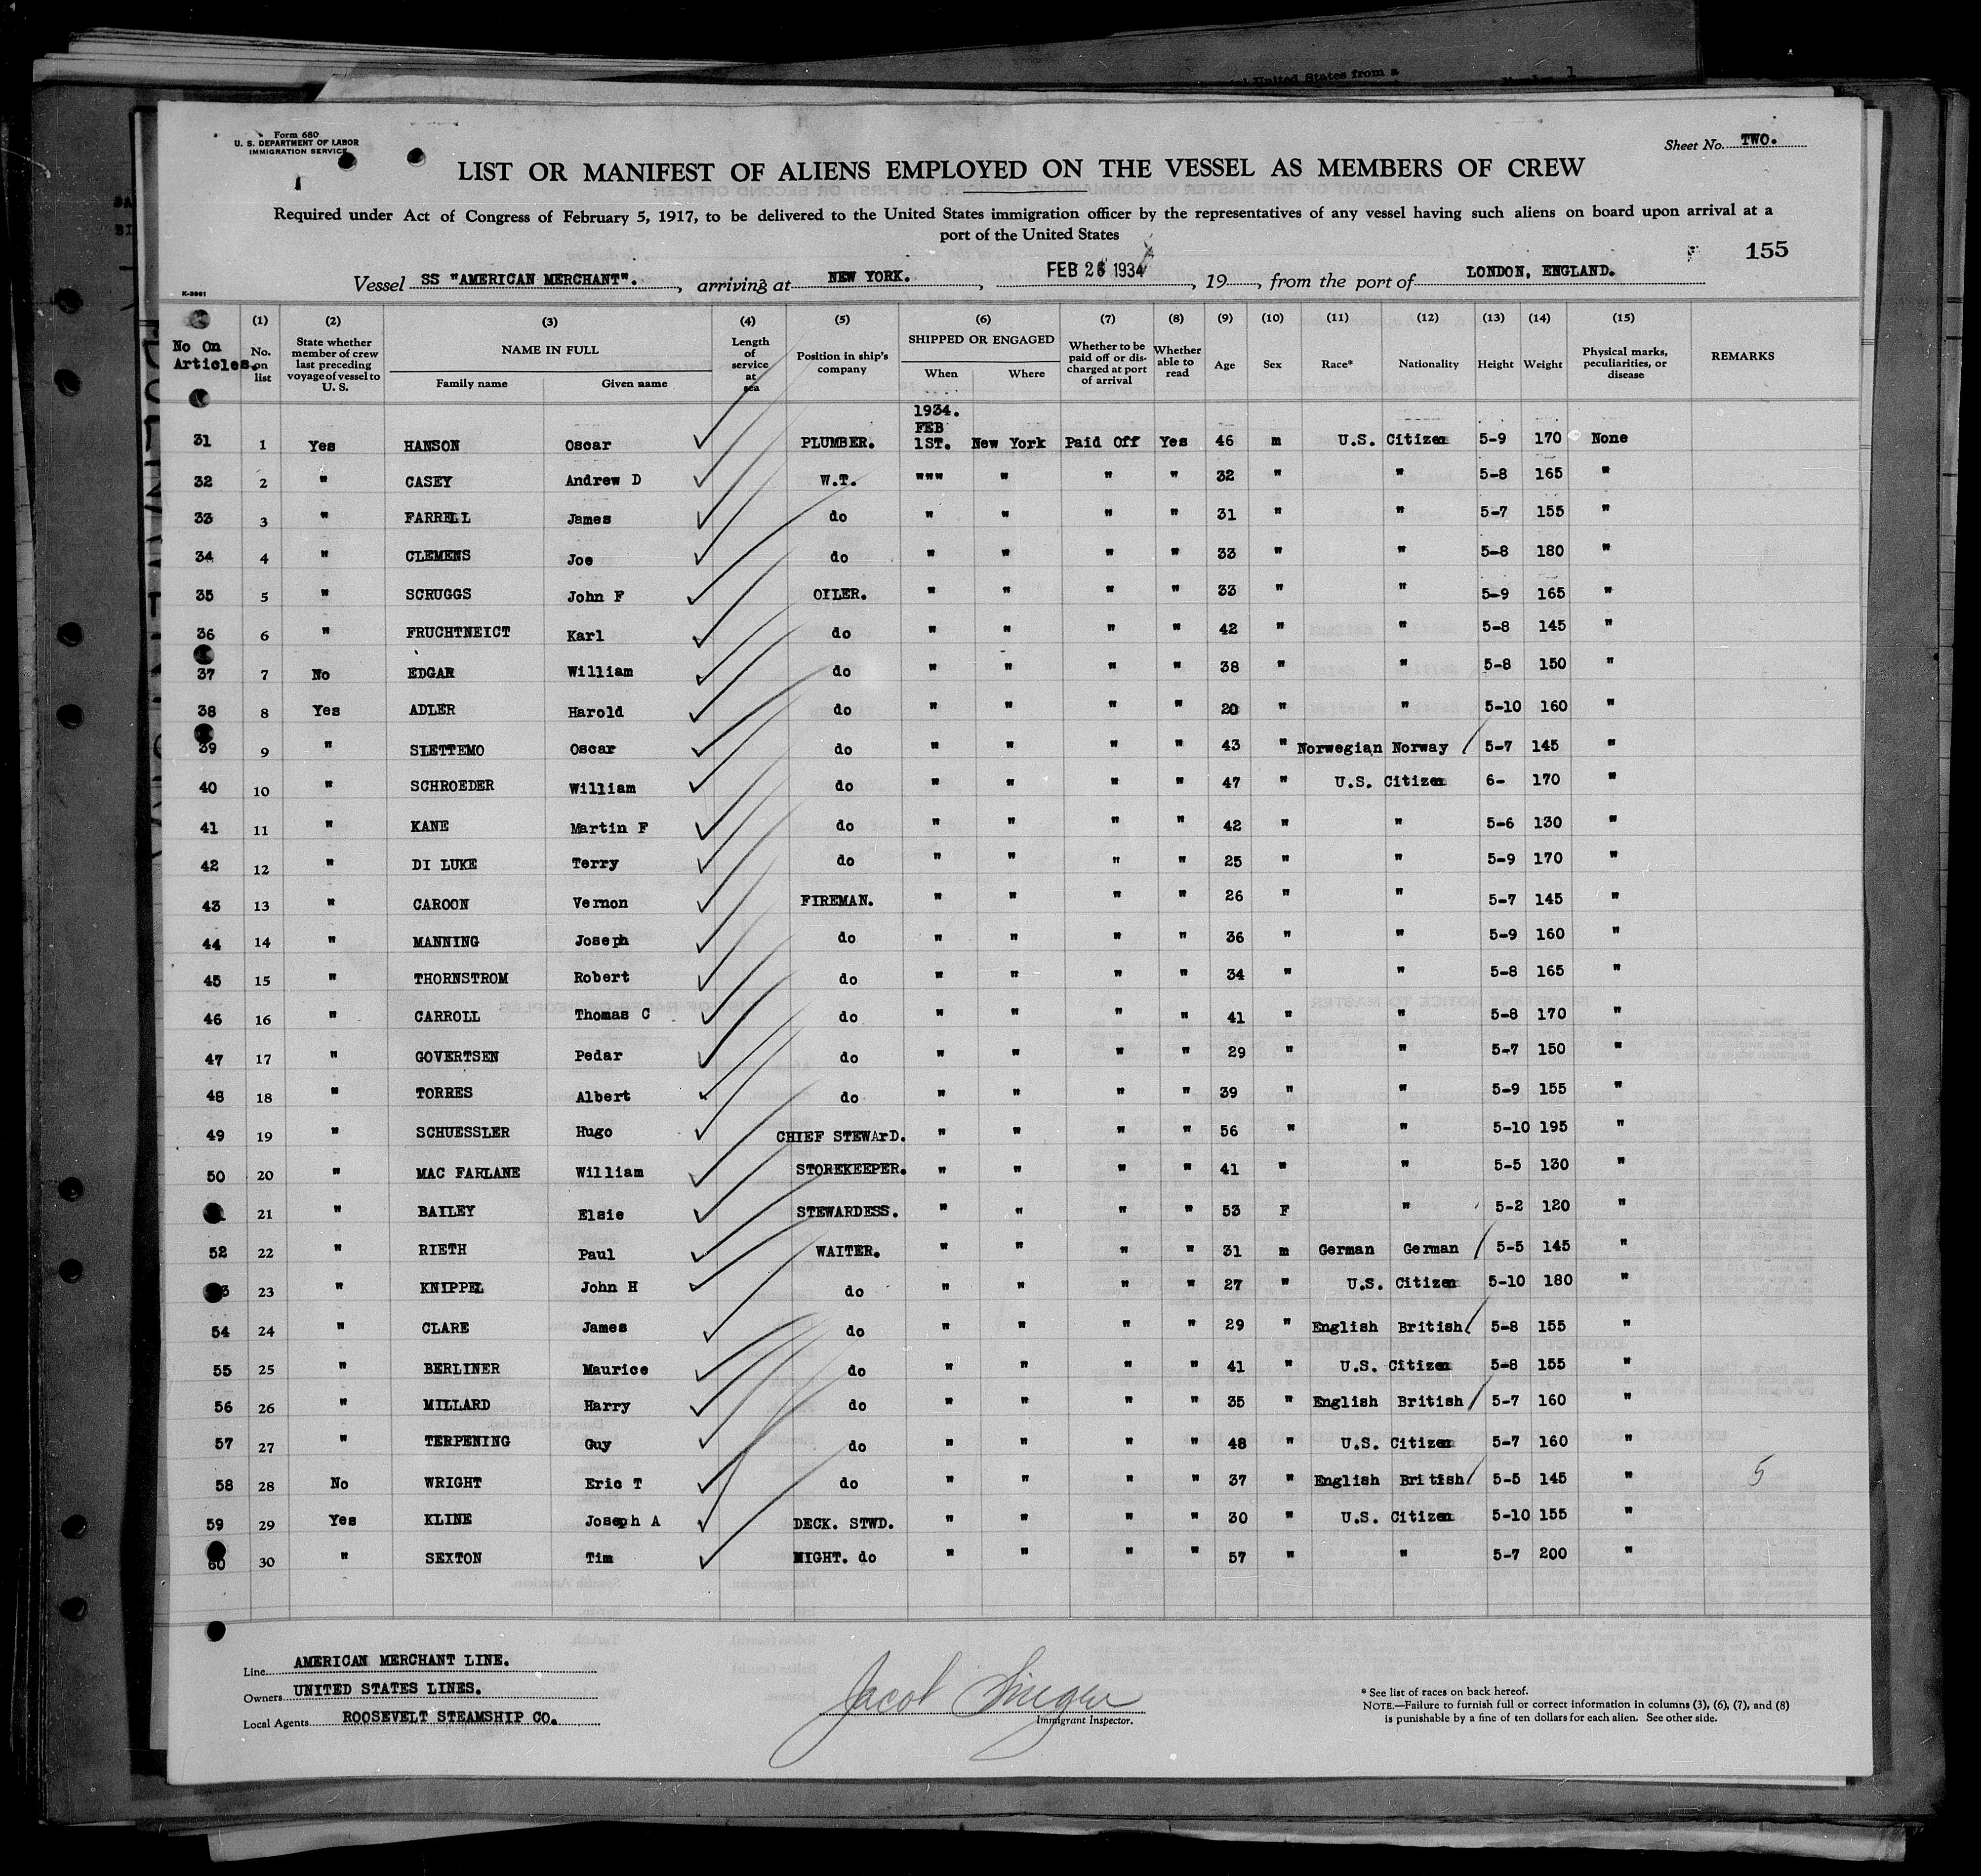 United States from a
Number 1
Form 680
U. S. DEPARTMENT OF LABOR
IMMIGRATION SERVICE
Sheet No. TWO.
LIST OR MANIFEST OF ALIENS EMPLOYED ON THE VESSEL AS MEMBERS OF CREW
Required under Act of Congress of February 5, 1917, to be delivered to the United States immigration officer by the representatives of any vessel having such aliens on board upon arrival at a
port of the United States
155
Vessel SS "AMERICAN MERCHANT". , arriving at NEW YORK. , FEB 26 1934 , 19 , from the port of LONDON, ENGLAND.
No On Articles. (1) No. on list (2) State whether member of crew last preceding voyage of vessel to U. S. (3) NAME IN FULL Family name Given name (4) Length of service at sea (5) Position in ship's company (6) SHIPPED OR ENGAGED When Where (7) Whether to be paid off or discharged at port of arrival (8) Whether able to read (9) Age (10) Sex (11) Race* (12) Nationality (13) Height (14) Weight (15) Physical marks, peculiarities, or disease REMARKS
1934.
FEB
31 1 Yes HANSON Oscar PLUMBER. 1ST. New York Paid Off Yes 46 m U.S. Citizen 5-9 170 None
32 2 " CASEY Andrew D W.T. """ " " " 32 " " 5-8 165 "
33 3 " FARRELL James do " " " " 31 " " 5-7 155 "
34 4 " CLEMENS Joe do " " " " 33 " " 5-8 180 "
35 5 " SCRUGGS John F OILER. " " " " 33 " " 5-9 165 "
36 6 " FRUCHTNEICT Karl do " " " " 42 " " 5-8 145 "
37 7 No EDGAR William do " " " " 38 " " 5-8 150 "
38 8 Yes ADLER Harold do " " " " 20 " " 5-10 160 "
39 9 " SLETTEMO Oscar do " " " " 43 " Norwegian Norway 5-7 145 "
40 10 " SCHROEDER William do " " " " 47 " U.S. Citizen 6- 170 "
41 11 " KANE Martin F do " " " " 42 " " 5-6 130 "
42 12 " DI LUKE Terry do " " " " 25 " " 5-9 170 "
43 13 " CAROON Vernon FIREMAN. " " " " 26 " " 5-7 145 "
44 14 " MANNING Joseph do " " " " 36 " " 5-9 160 "
45 15 " THORNSTROM Robert do " " " " 34 " " 5-8 165 "
46 16 " CARROLL Thomas C do " " " " 41 " " 5-8 170 "
47 17 " GOVERTSEN Pedar do " " " " 29 " " 5-7 150 "
48 18 " TORRES Albert do " " " " 39 " " 5-9 155 "
49 19 " SCHUESSLER Hugo CHIEF STEWArD. " " " " 56 " " 5-10 195 "
50 20 " MAC FARLANE William STOREKEEPER. " " " " 41 " " 5-5 130 "
21 " BAILEY Elsie STEWARDESS. " " " " 53 F " 5-2 120 "
52 22 " RIETH Paul WAITER. " " " " 31 m German German 5-5 145 "
3 23 " KNIPPEL John H do " " " " 27 " U.S. Citizen 5-10 180 "
54 24 " CLARE James do " " " " 29 " English British 5-8 155 "
55 25 " BERLINER Maurice do " " " " 41 " U.S. Citizen 5-8 155 "
56 26 " MILLARD Harry do " " " " 35 " English British 5-7 160 "
57 27 " TERPENING Guy do " " " " 48 " U.S. Citizen 5-7 160 "
58 28 No WRIGHT Eric T do " " " " 37 " English British 5-5 145 " 5
59 29 Yes KLINE Joseph A DECK. STWD. " " " " 30 " U.S. Citizen 5-10 155 "
60 30 " SEXTON Tim NIGHT. do " " " " 57 " " 5-7 200 "
Line AMERICAN MERCHANT LINE.
Owners UNITED STATES LINES.
Local Agents ROOSEVELT STEAMSHIP CO.
Jacob
Immigrant Inspector.
* See list of races on back hereof.
NOTE.—Failure to furnish full or correct information in columns (3), (6), (7), and (8)
is punishable by a fine of ten dollars for each alien. See other side.